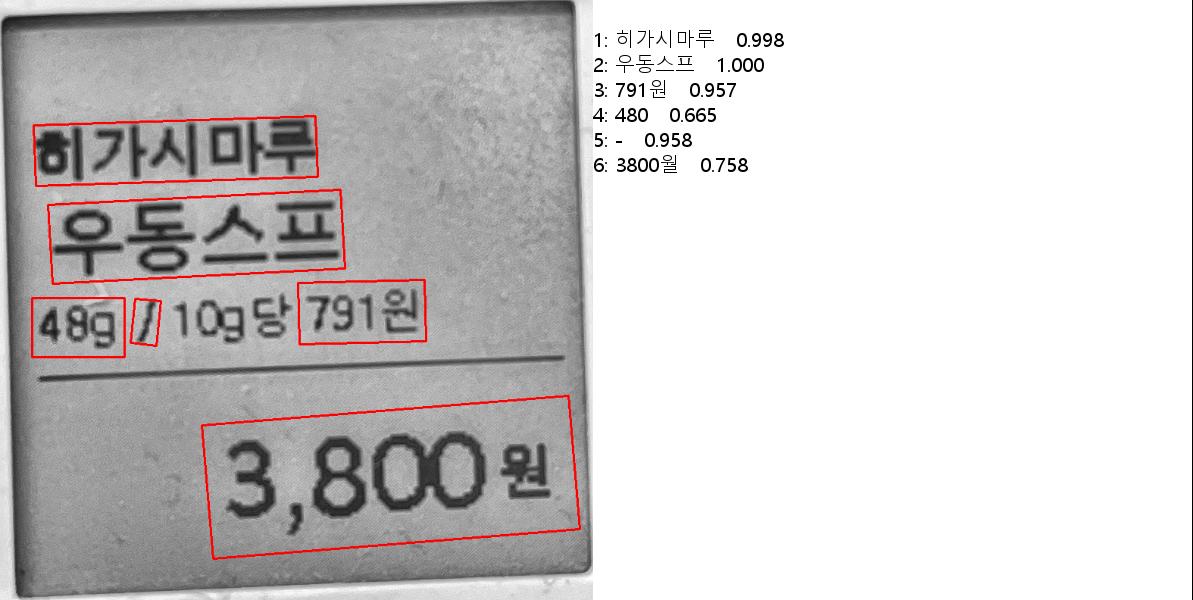 히가시마루
우동스프
48g / 10g당 791원
3,800 원
1: 히가시마루 0.998
2: 우동스프 1.000
3: 791원 0.957
4: 480 0.665
5: - 0.958
6: 3800월 0.758